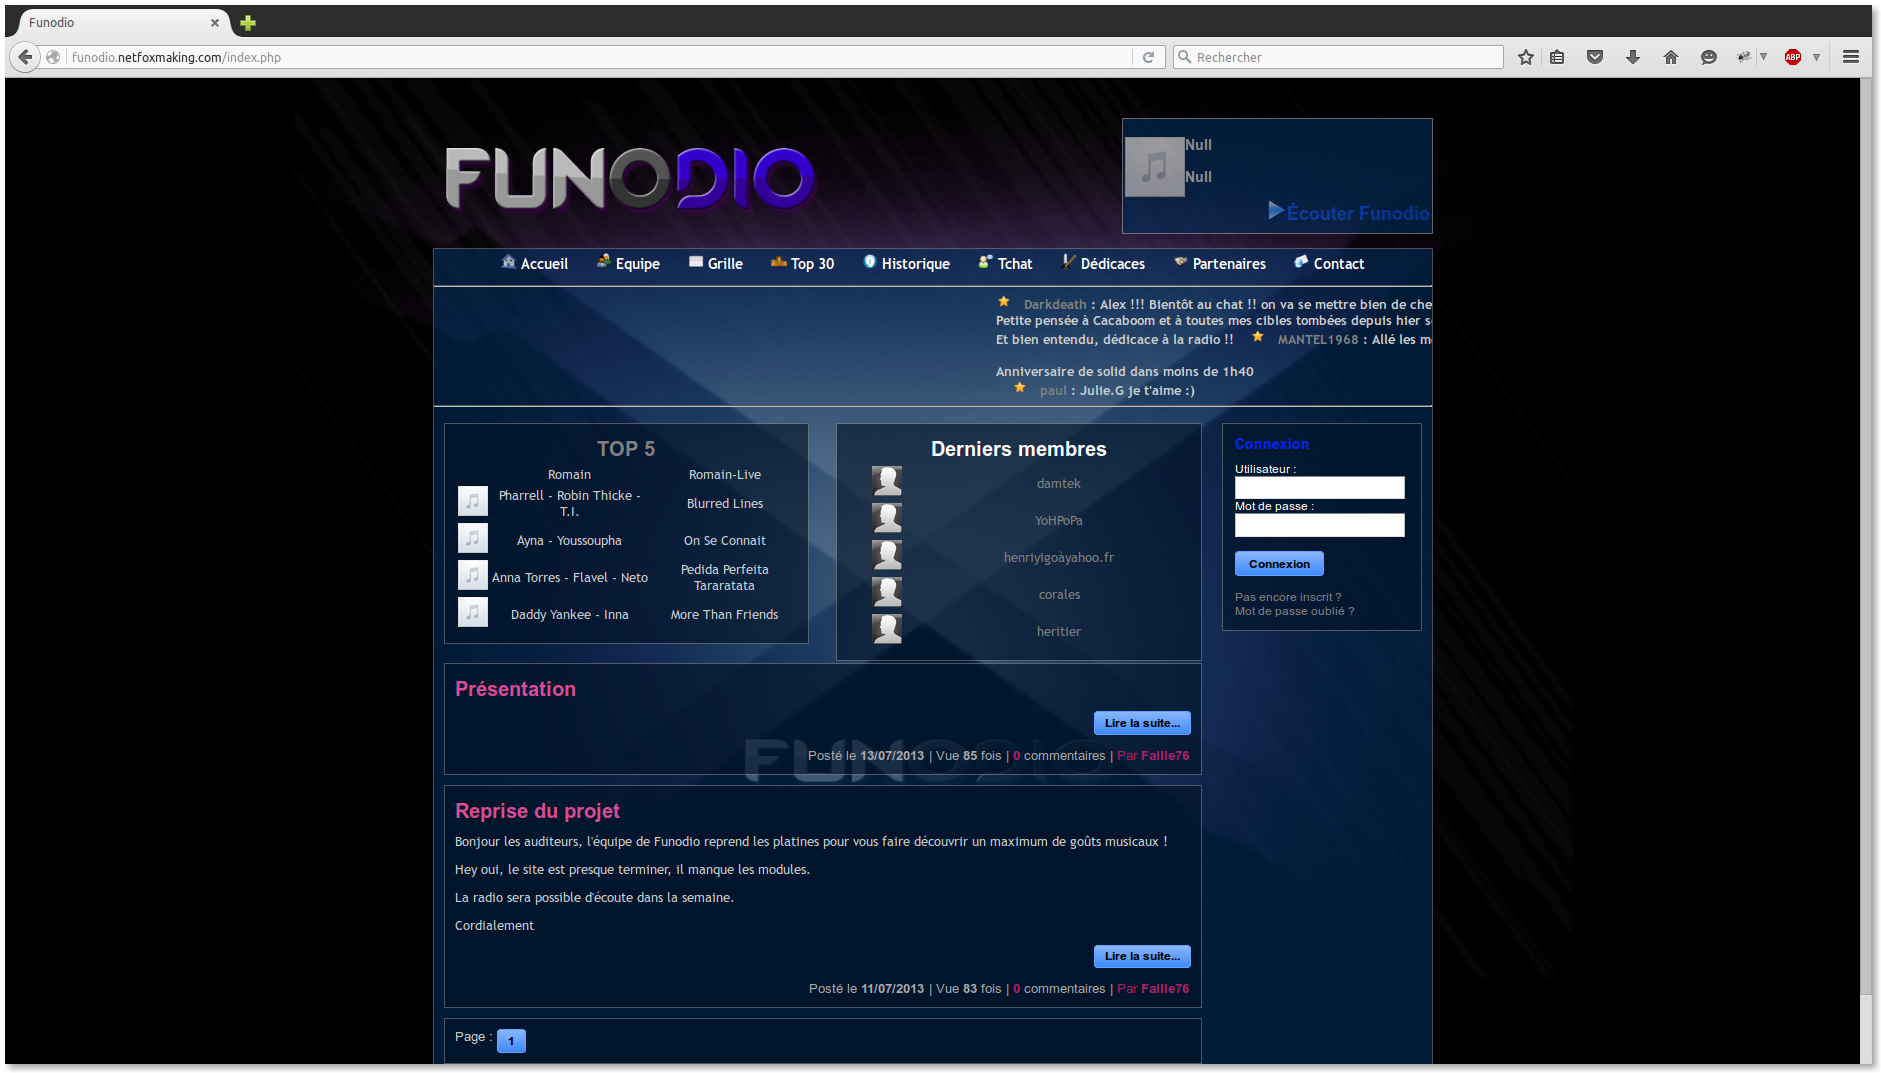 Funodio
funodio.netfoxmaking.com/index.php
Rechercher
ABP
FUNODIO
Null
Null
Écouter Funodio
Accueil Equipe Grille Top 30 Historique Tchat Dédicaces Partenaires Contact
Darkdeath : Alex !!! Bientôt au chat !! on va se mettre bien de che
Petite pensée à Cacaboom et à toutes mes cibles tombées depuis hier s
Et bien entendu, dédicace à la radio !! MANTEL1968 : Allé les m
Anniversaire de solid dans moins de 1h40
paul : Julie.G je t'aime :)
TOP 5
Romain Romain-Live
Pharrell - Robin Thicke -
T.I.
Blurred Lines
Ayna - Youssoupha On Se Connait
Anna Torres - Flavel - Neto
Pedida Perfeita
Tararatata
Daddy Yankee - Inna More Than Friends
Derniers membres
damtek
YoHPoPa
henriyigoàyahoo.fr
corales
heritier
Connexion
Utilisateur :
Mot de passe :
Connexion
Pas encore inscrit ?
Mot de passe oublié ?
Présentation
Lire la suite...
FUNODIO
Posté le 13/07/2013 | Vue 85 fois | 0 commentaires | Par Faille76
Reprise du projet
Bonjour les auditeurs, l'équipe de Funodio reprend les platines pour vous faire découvrir un maximum de goûts musicaux !
Hey oui, le site est presque terminer, il manque les modules.
La radio sera possible d'écoute dans la semaine.
Cordialement
Lire la suite...
Posté le 11/07/2013 | Vue 83 fois | 0 commentaires | Par Faille76
Page : 1